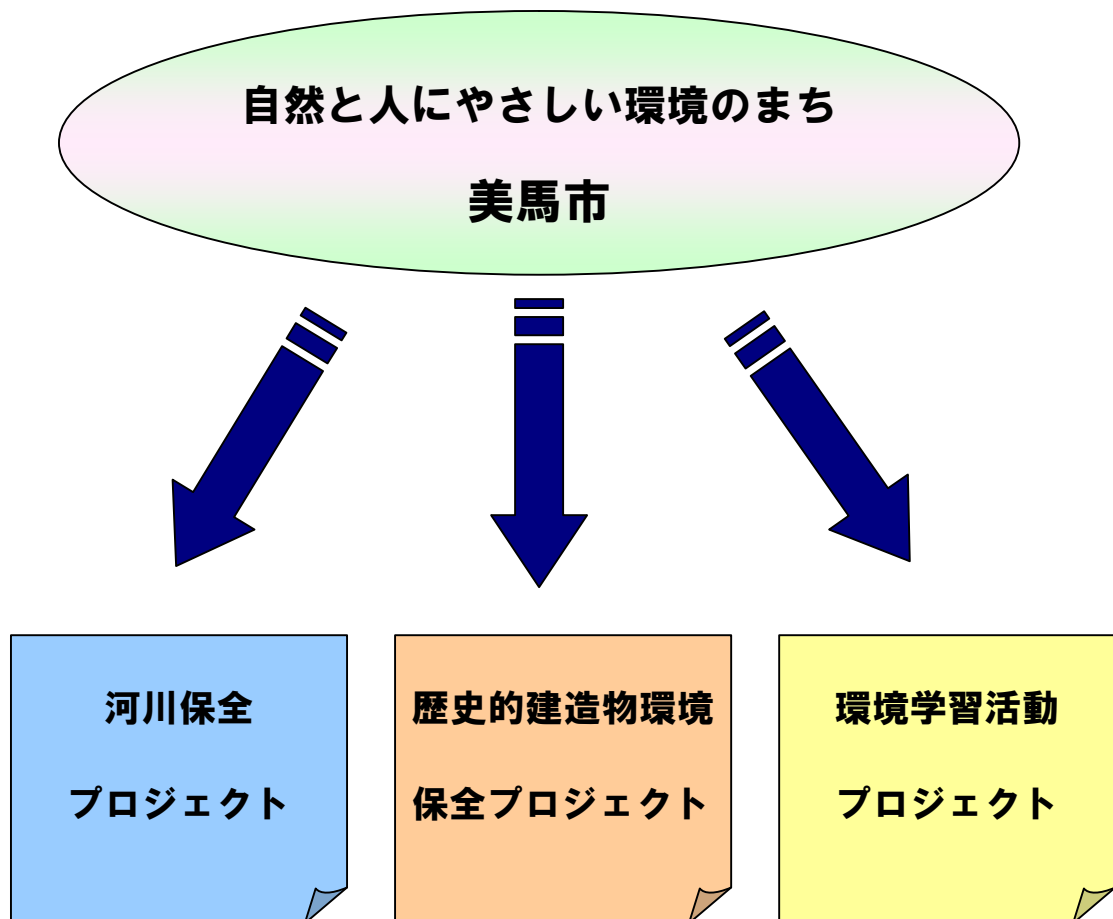 自然と人にやさしい環境のまち
美馬市
河川保全
プロジェクト
歴史的建造物環境
保全プロジェクト
環境学習活動
プロジェクト